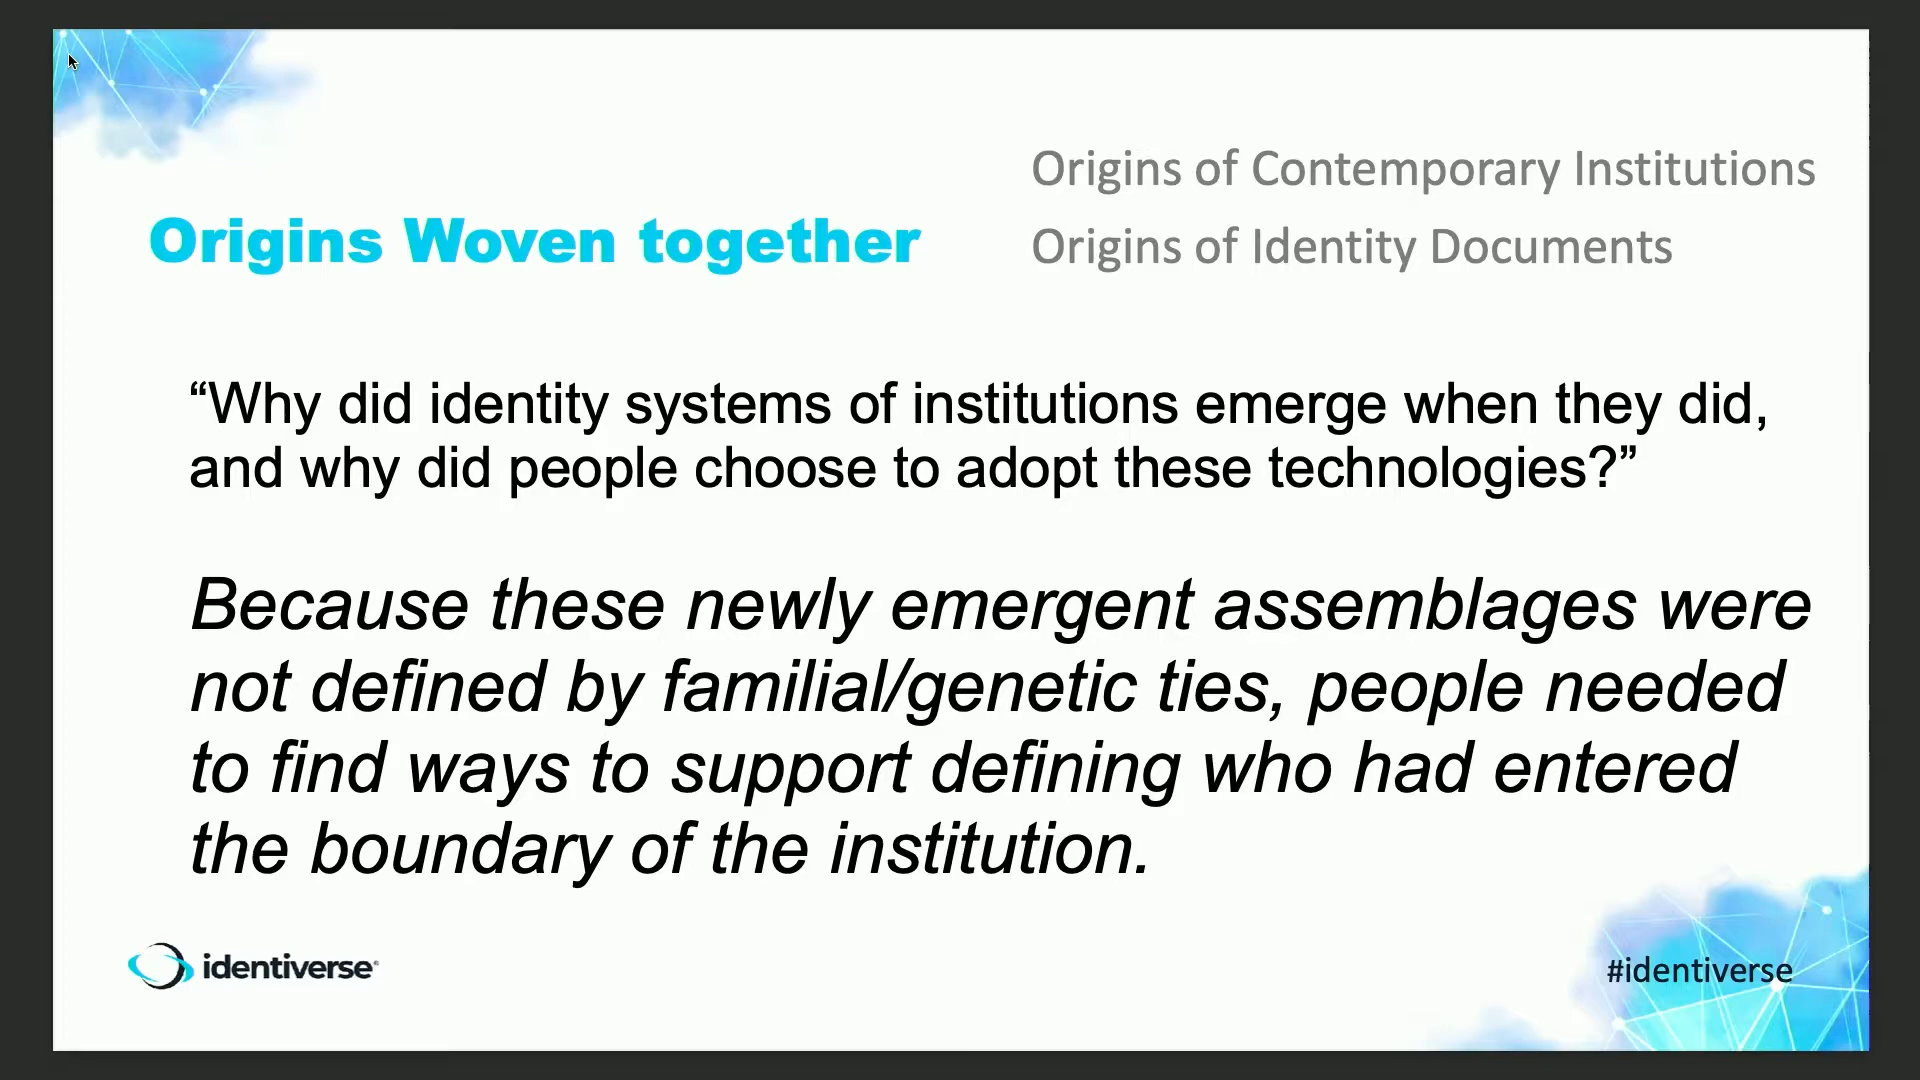 Origins of Contemporary Institutions
Origins Woven together
Origins of Identity Documents
“Why did identity systems of institutions emerge when they did,
and why did people choose to adopt these technologies?”
Because these newly emergent assemblages were
not defined by familial/genetic ties, people needed
to find ways to support defining who had entered
the boundary of the institution.
identiverse
#identiverse